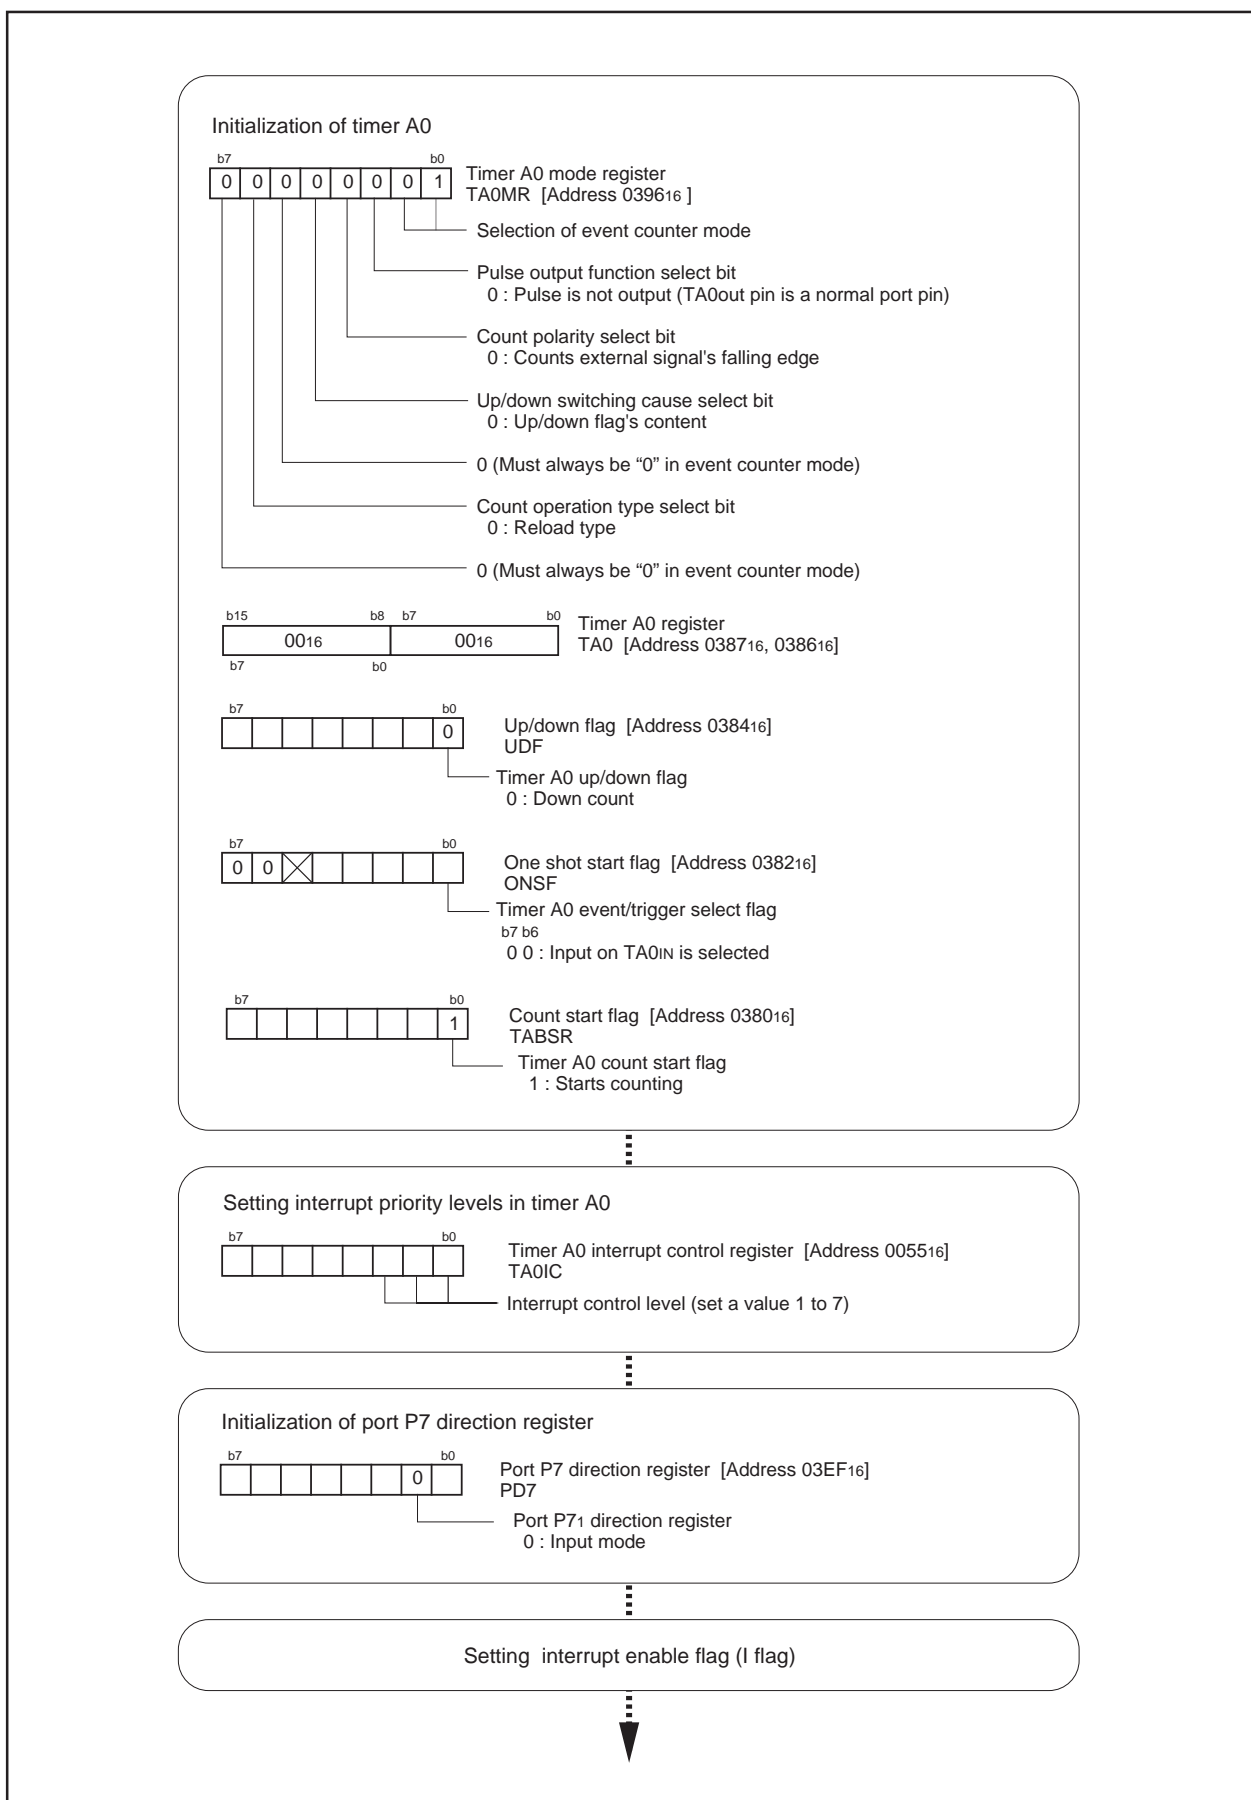 Initialization of timer A0
b7 b0
0 0 0 0 0 0 0 1
Timer A0 mode register
TA0MR [Address 039616 ]
Selection of event counter mode
Pulse output function select bit
0 : Pulse is not output (TA0out pin is a normal port pin)
Count polarity select bit
0 : Counts external signal's falling edge
Up/down switching cause select bit
0 : Up/down flag's content
0 (Must always be “0” in event counter mode)
Count operation type select bit
0 : Reload type
0 (Must always be “0” in event counter mode)
b15 b8 b7 b0
0016 0016
b7 b0
Timer A0 register
TA0 [Address 038716, 038616]
b7 b0
0
Up/down flag [Address 038416]
UDF
Timer A0 up/down flag
0 : Down count
b7 b0
0 0
One shot start flag [Address 038216]
ONSF
Timer A0 event/trigger select flag
b7 b6
0 0 : Input on TA0IN is selected
b7 b0
1
Count start flag [Address 038016]
TABSR
Timer A0 count start flag
1 : Starts counting
Setting interrupt priority levels in timer A0
b7 b0
Timer A0 interrupt control register [Address 005516]
TA0IC
Interrupt control level (set a value 1 to 7)
Initialization of port P7 direction register
b7 b0
0
Port P7 direction register [Address 03EF16]
PD7
Port P71 direction register
0 : Input mode
Setting interrupt enable flag (I flag)